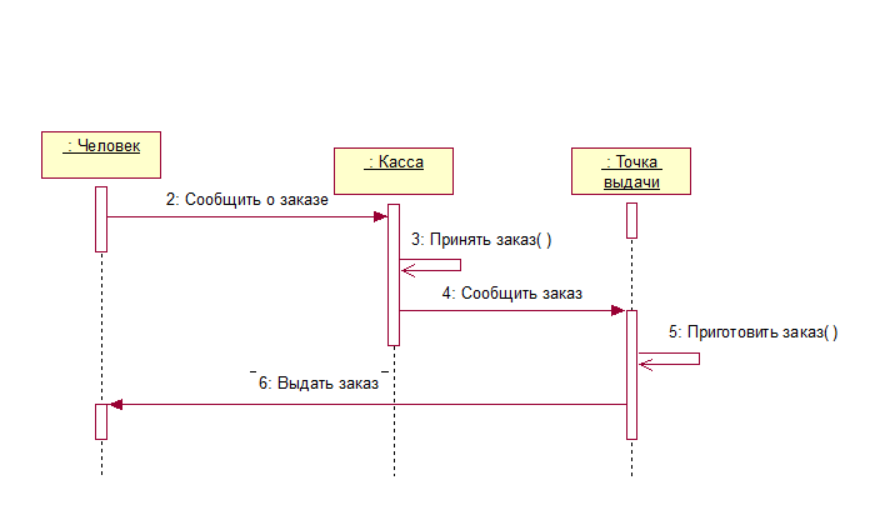 : Человек
: Касса
: Точка
выдачи
2: Сообщить о заказе
3: Принять заказ( )
4: Сообщить заказ
5: Приготовить заказ( )
6: Выдать заказ